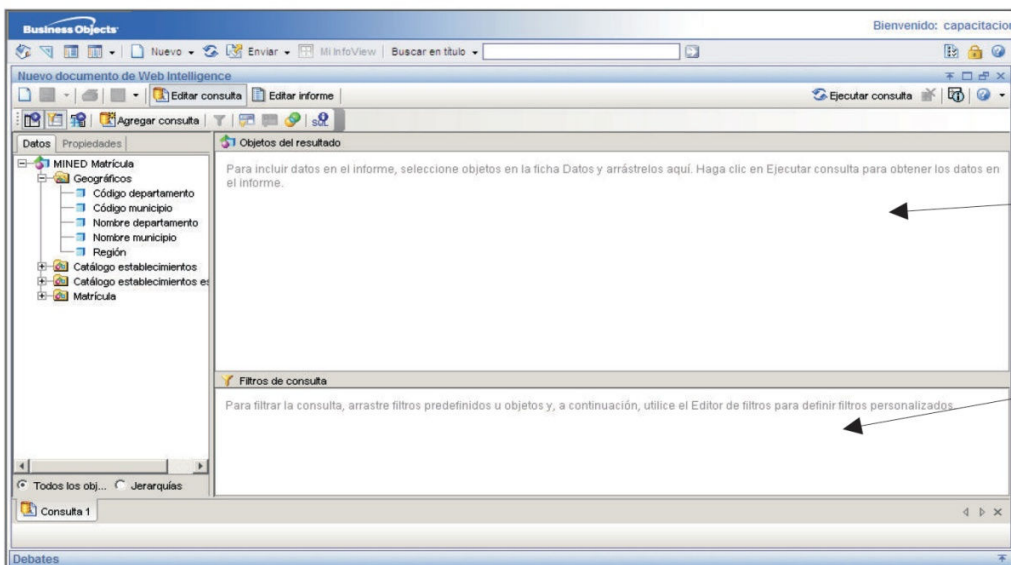 Business Objects
Bienvenido: capacitacion
Nuevo Enviar Mi InfoView Buscar en título
Nuevo documento de Web Intelligence
Editar consulta Editar informe Ejecutar consulta
Agregar consulta SQL
Datos Propiedades
Objetos del resultado
MINED Matrícula
Geográficos
Código departamento
Código municipio
Nombre departamento
Nombre municipio
Región
Catálogo establecimientos
Catálogo establecimientos es
Matrícula
Para incluir datos en el informe, seleccione objetos en la ficha Datos y arrástrelos aquí. Haga clic en Ejecutar consulta para obtener los datos en
el informe.
Filtros de consulta
Para filtrar la consulta, arrastre filtros predefinidos u objetos y, a continuación, utilice el Editor de filtros para definir filtros personalizados.
Todos los obj... Jerarquías
Consulta 1
Debates